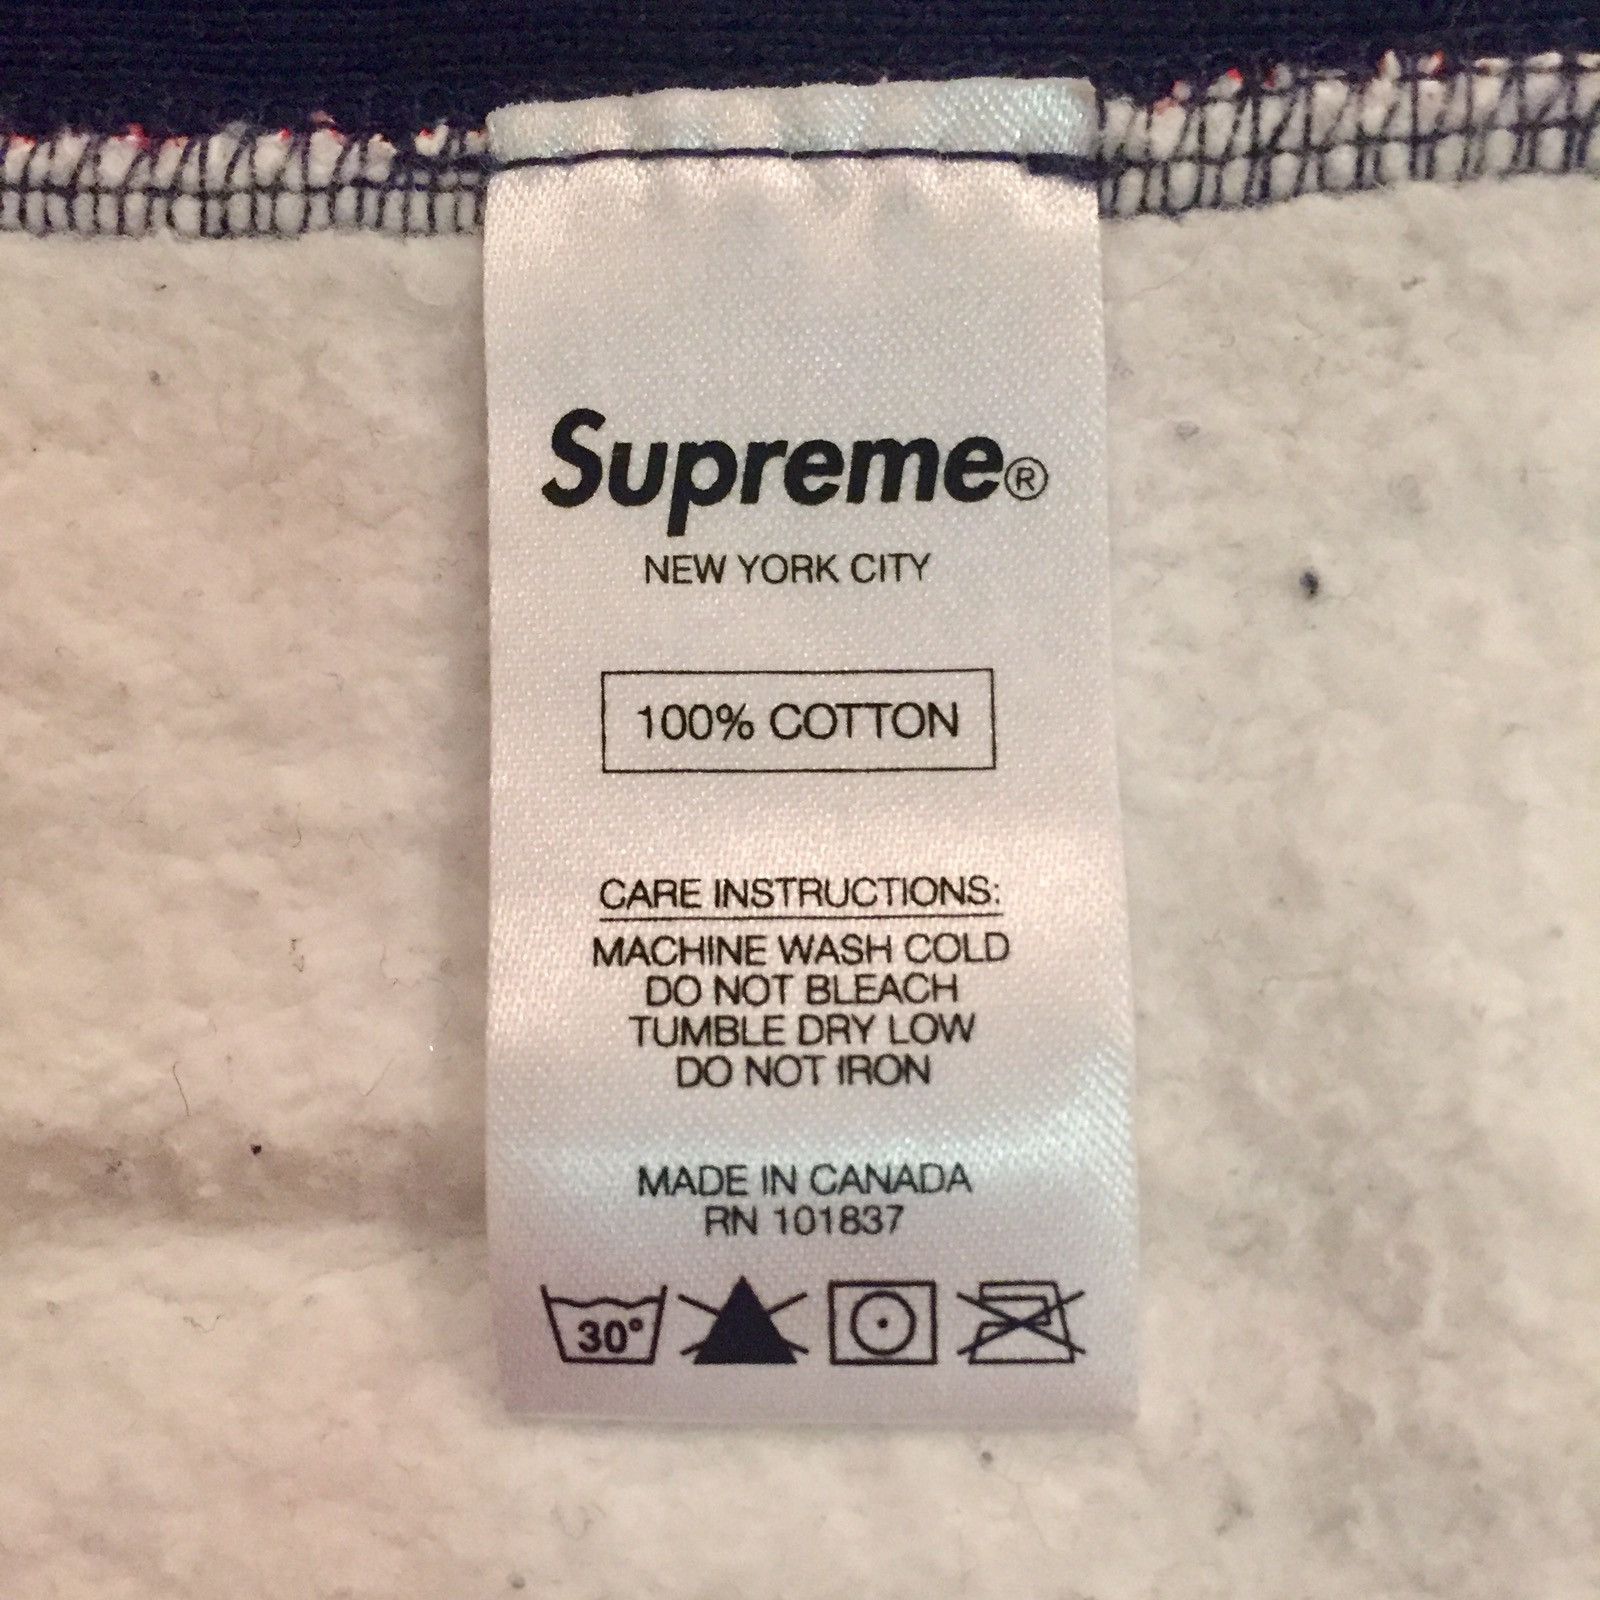 Supreme®
NEW YORK CITY
100% COTTON
CARE INSTRUCTIONS:
MACHINE WASH COLD
DO NOT BLEACH
TUMBLE DRY LOW
DO NOT IRON
MADE IN CANADA
RN 101837
30°